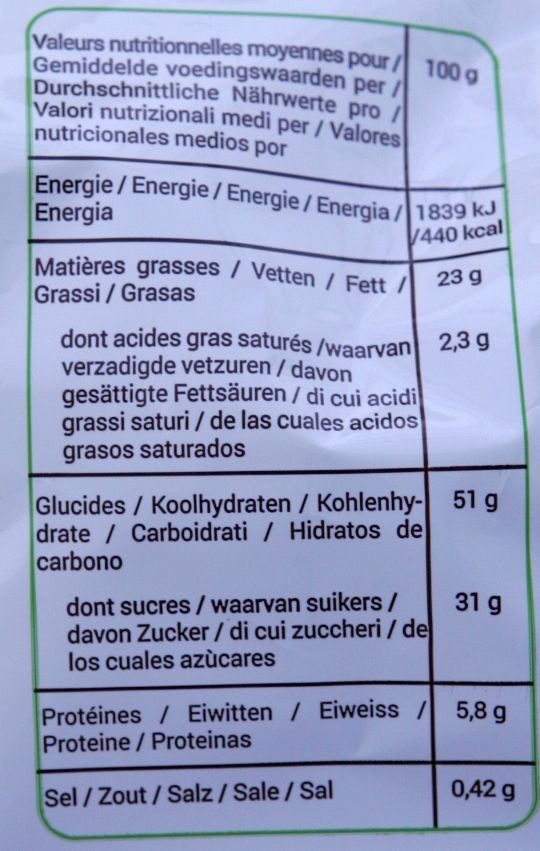 Valeurs nutritionnelles moyennes pour / 100 g
Gemiddelde voedingswaarden per /
Durchschnittliche Nährwerte pro /
Valori nutrizionali medi per / Valores
nutricionales medios por
Energie / Energie / Energie / Energia / 1839 kJ
Energia /440 kcal
Matières grasses / Vetten / Fett / 23 g
Grassi / Grasas
dont acides gras saturés /waarvan 2,3 g
verzadigde vetzuren / davon
gesättigte Fettsäuren / di cui acidi
grassi saturi / de las cuales acidos
grasos saturados
Glucides / Koolhydraten / Kohlenhy- 51 g
drate / Carboidrati / Hidratos de
carbono
dont sucres / waarvan suikers / 31 g
davon Zucker / di cui zuccheri / de
los cuales azùcares
Protéines / Eiwitten / Eiweiss / 5,8 g
Proteine / Proteinas
Sel / Zout / Salz / Sale / Sal 0,42 g